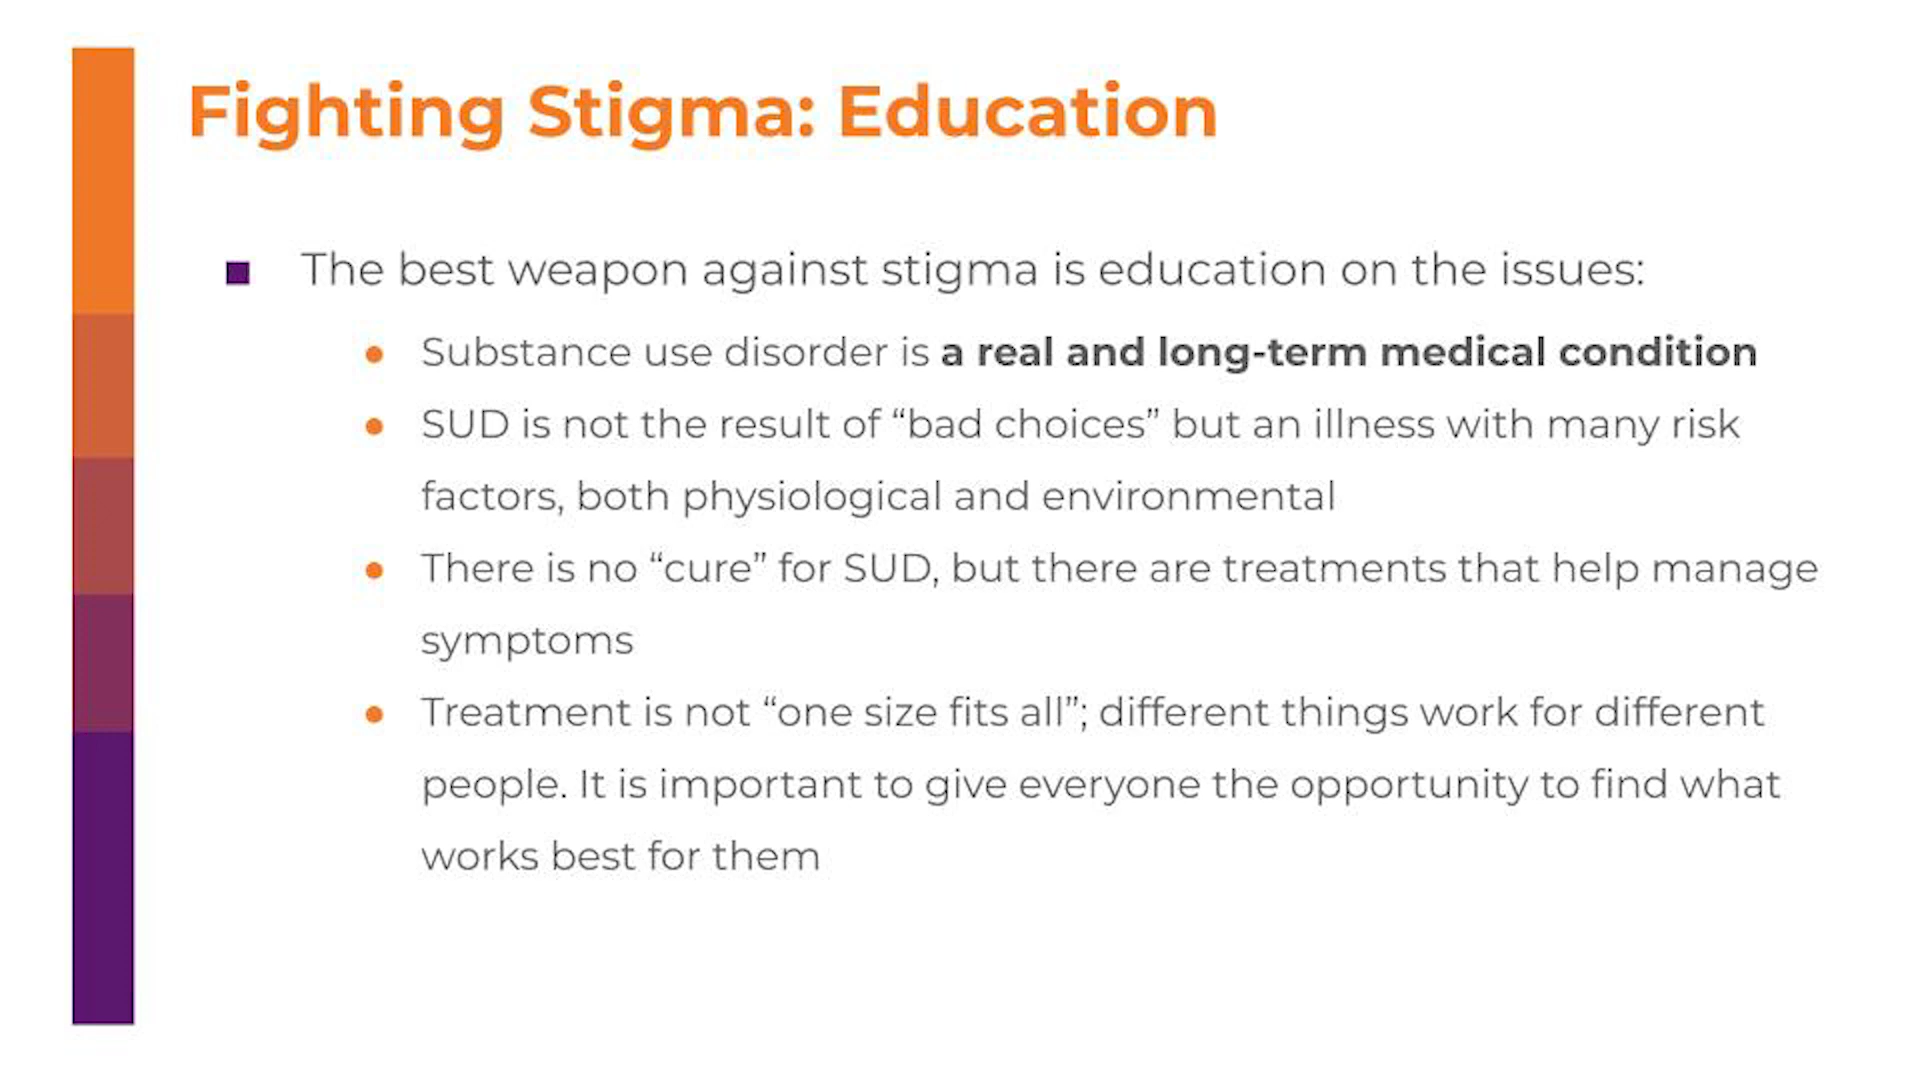 Fighting Stigma: Education
The best weapon against stigma is education on the issues:
Substance use disorder is a real and long-term medical condition
SUD is not the result of “bad choices” but an illness with many risk
factors, both physiological and environmental
There is no “cure” for SUD, but there are treatments that help manage
symptoms
Treatment is not “one size fits all”; different things work for different
people. It is important to give everyone the opportunity to find what
works best for them